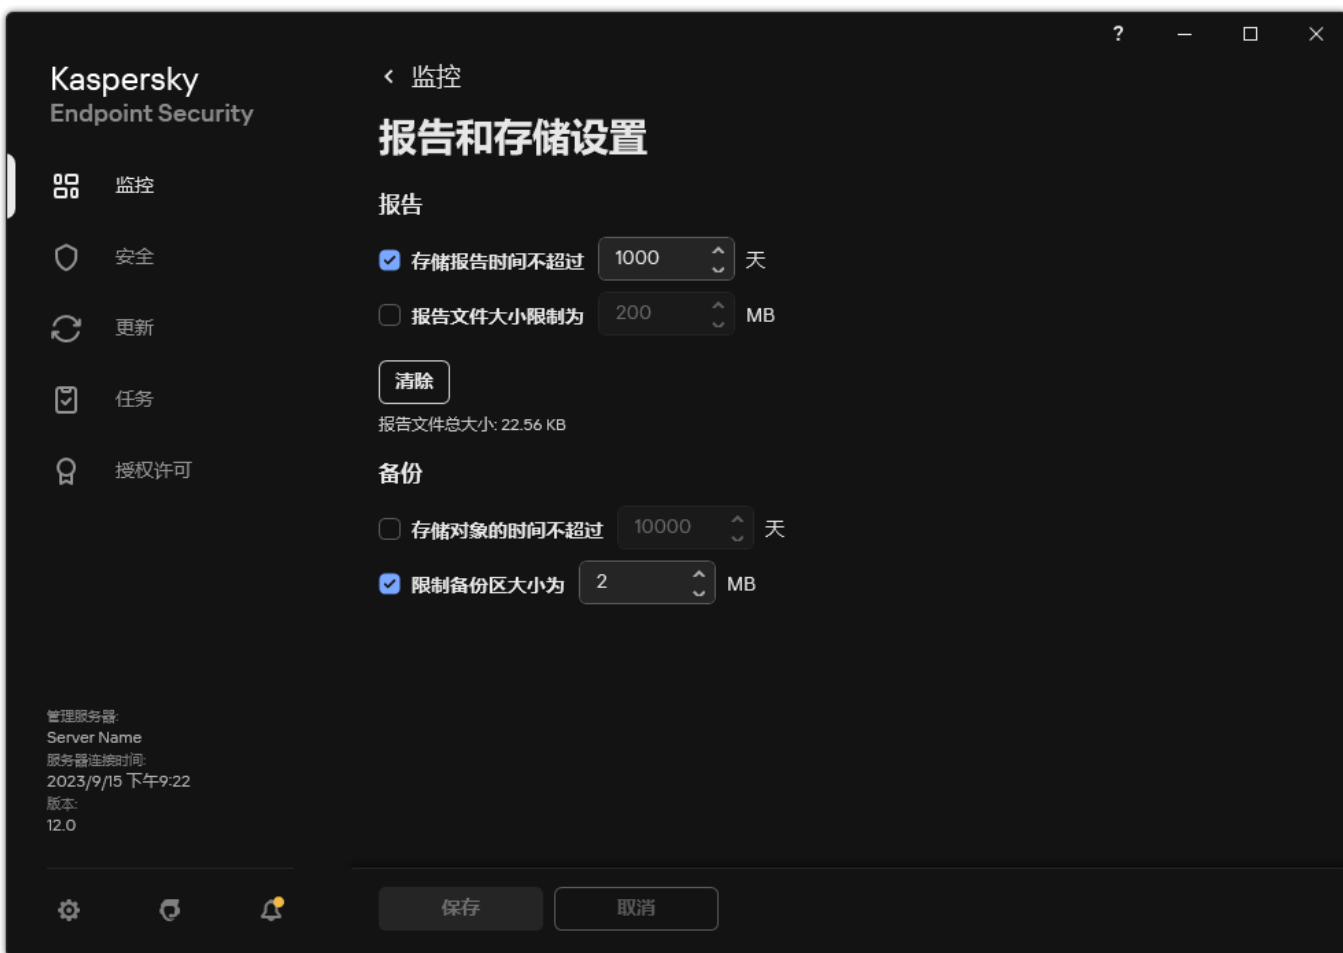 ?
Kaspersky
Endpoint Security
监控
安全
更新
任务
授权许可
管理服务器:
Server Name
服务器连接时间:
2023/9/15 下午9:22
版本:
12.0
监控
报告和存储设置
报告
存储报告时间不超过 1000 天
报告文件大小限制为 200 MB
清除
报告文件总大小: 22.56 KB
备份
存储对象的时间不超过 10000 天
限制备份区大小为 2 MB
保存 取消